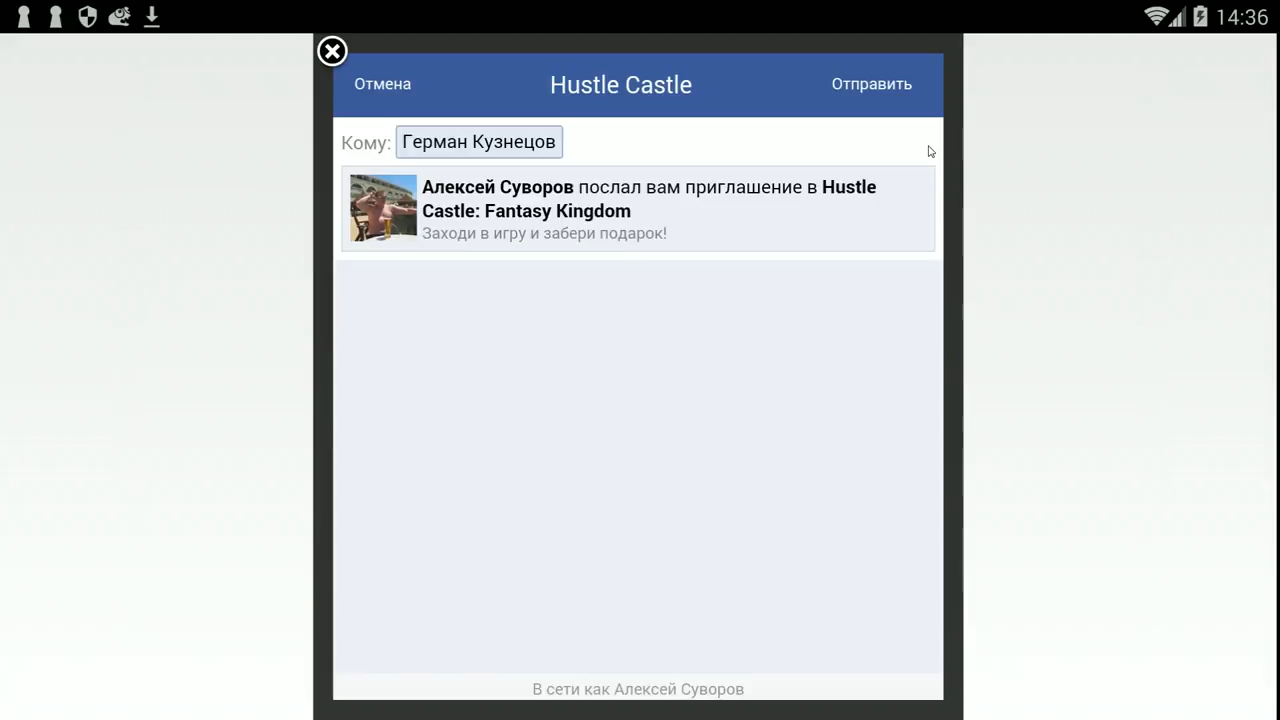 14:36
Отмена Hustle Castle Отправить
Кому: Герман Кузнецов
Алексей Суворов послал вам приглашение в Hustle
Castle: Fantasy Kingdom
Заходи в игру и забери подарок!
В сети как Алексей Суворов